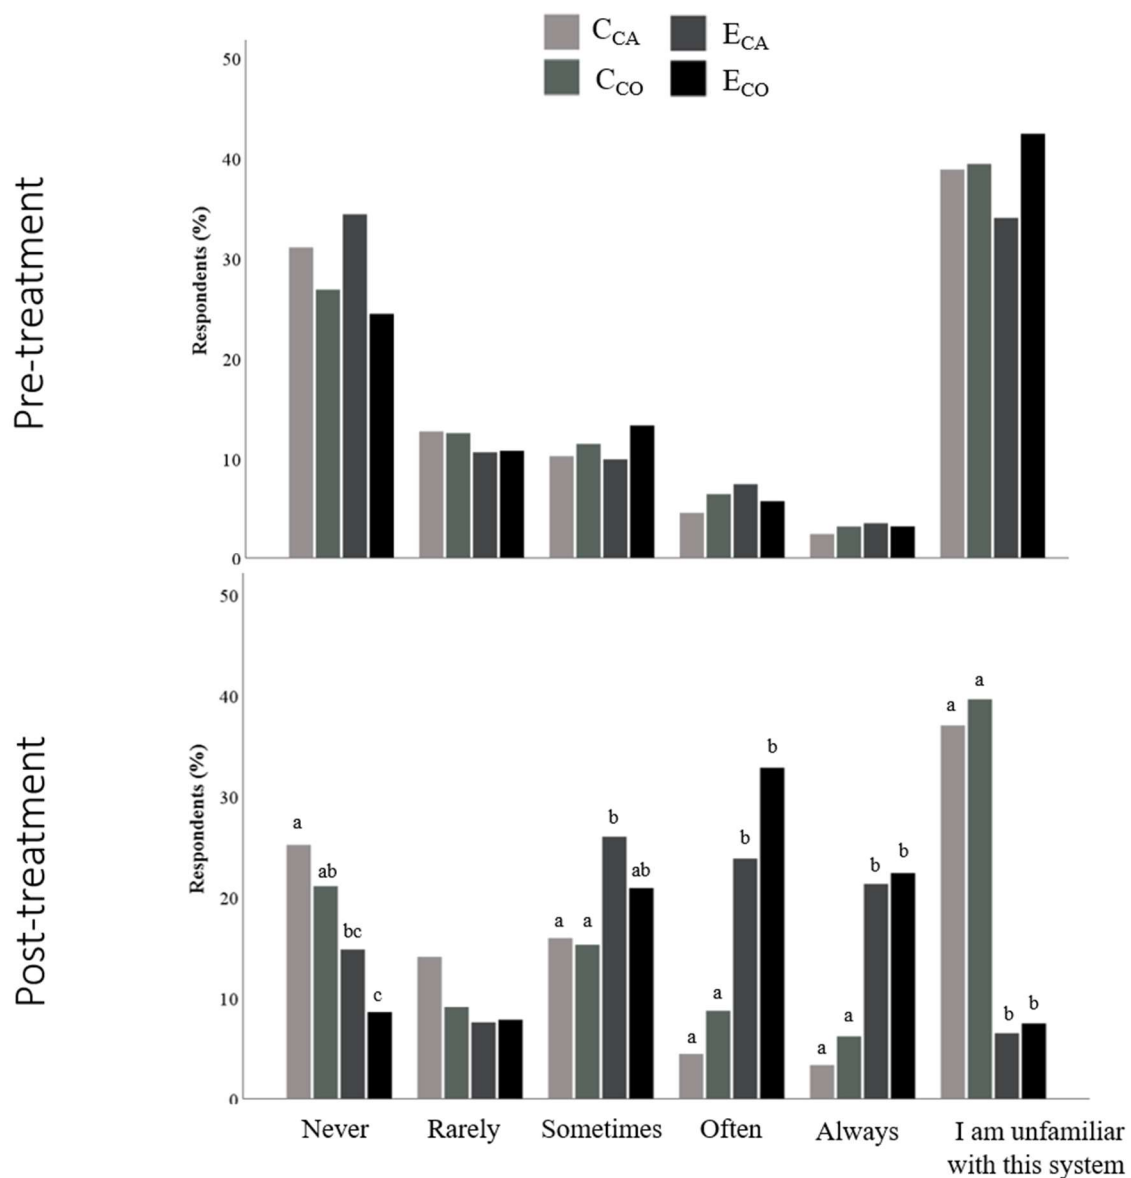 C_CA E_CA
C_CO E_CO
Pre-treatment
Respondents (%)
50
40
30
20
10
0
Post-treatment
Respondents (%)
50
40
30
20
10
0
a
ab
bc
c
a
a
b
ab
a
a
b
b
a
a
b
b
a
a
b
b
Never
Rarely
Sometimes
Often
Always
I am unfamiliar
with this system